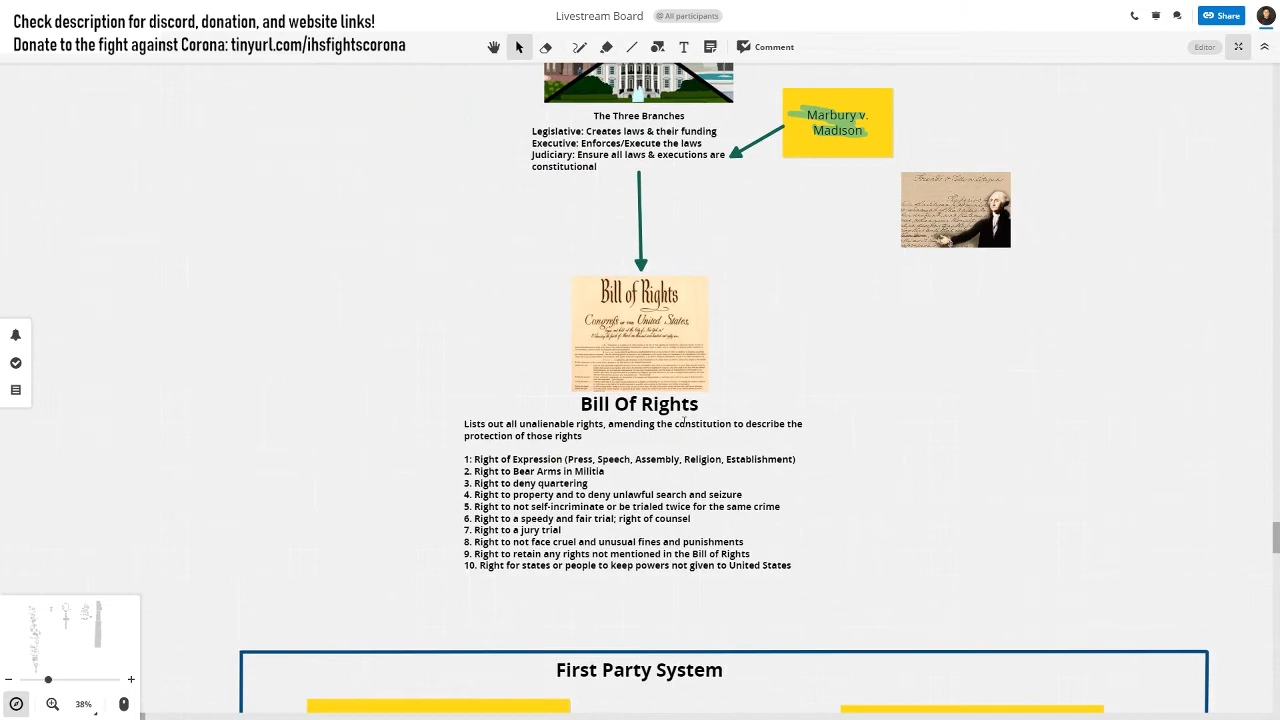 Check description for discord, donation, and website links!
Donate to the fight against Corona: tinyurl.com/ihsfightscorona
Livestream Board
@ All participants
Share
Comment
Editor
The Three Branches
Legislative: Creates laws & their funding
Executive: Enforces/Execute the laws
Judiciary: Ensure all laws & executions are
constitutional
Marbury v.
Madison
Bill of Rights
Congress of the United States,
Bill Of Rights
Lists out all unalienable rights, amending the constitution to describe the
protection of those rights
1: Right of Expression (Press, Speech, Assembly, Religion, Establishment)
2. Right to Bear Arms in Militia
3. Right to deny quartering
4. Right to property and to deny unlawful search and seizure
5. Right to not self-incriminate or be trialed twice for the same crime
6. Right to a speedy and fair trial; right of counsel
7. Right to a jury trial
8. Right to not face cruel and unusual fines and punishments
9. Right to retain any rights not mentioned in the Bill of Rights
10. Right for states or people to keep powers not given to United States
First Party System
38%